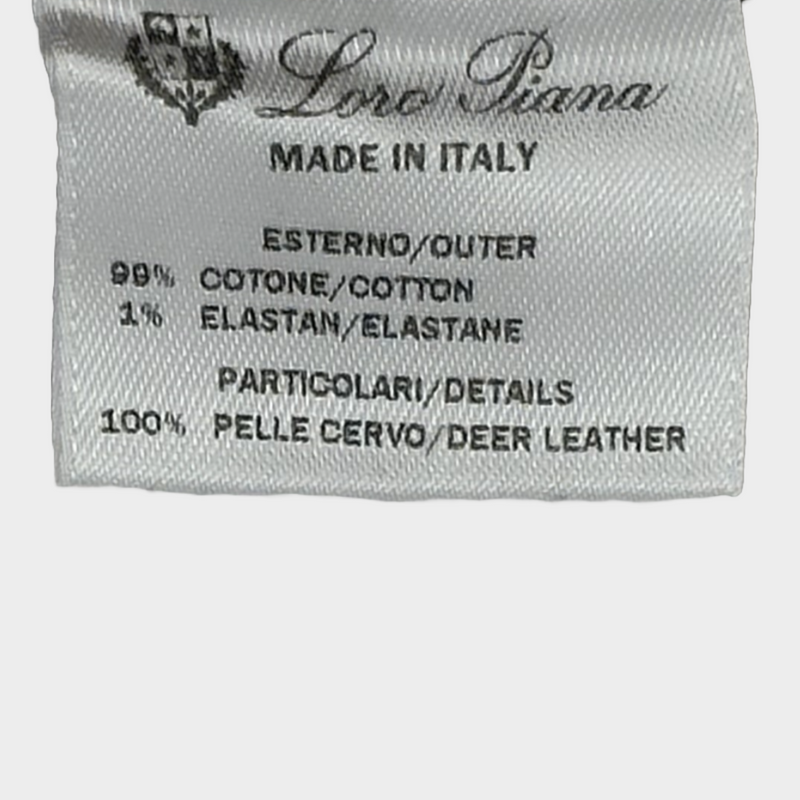 Loro Piana
MADE IN ITALY
ESTERNO/OUTER
99% COTONE/COTTON
1% ELASTAN/ELASTANE
PARTICOLARI/DETAILS
100% PELLE CERVO/DEER LEATHER